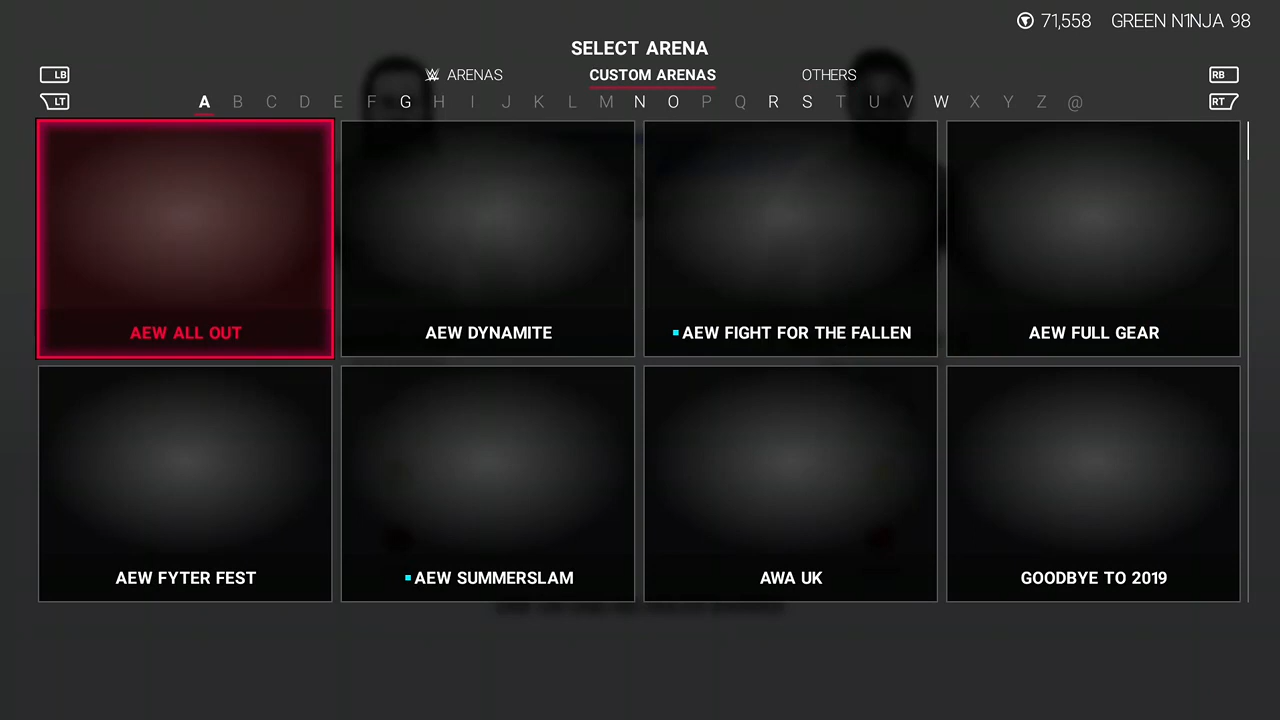 71,558 GREEN N1NJA 98
SELECT ARENA
LB ARENAS CUSTOM ARENAS OTHERS RB
LT A B C D E F G H I J K L M N O P Q R S T U V W X Y Z @ RT
AEW ALL OUT AEW DYNAMITE AEW FIGHT FOR THE FALLEN AEW FULL GEAR
AEW FYTER FEST AEW SUMMERSLAM AWA UK GOODBYE TO 2019